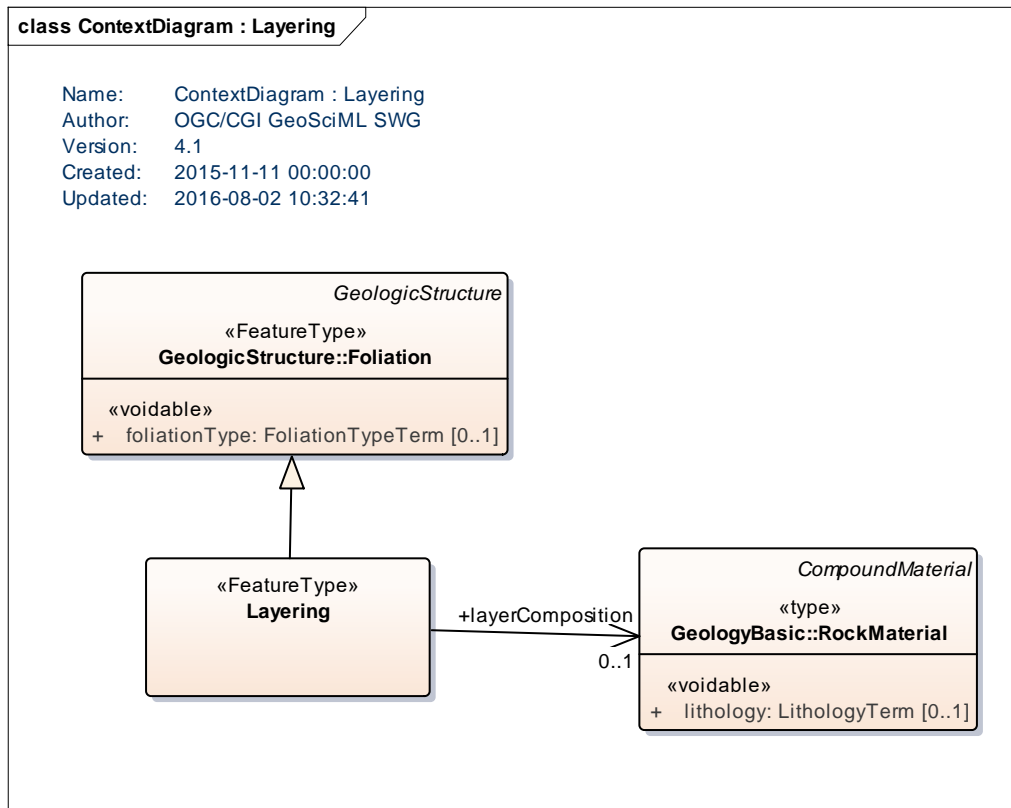 class ContextDiagram : Layering
Name: ContextDiagram : Layering
Author: OGC/CGI GeoSciML SWG
Version: 4.1
Created: 2015-11-11 00:00:00
Updated: 2016-08-02 10:32:41
GeologicStructure
«FeatureType»
GeologicStructure::Foliation
«voidable»
+ foliationType: FoliationTypeTerm [0..1]
«FeatureType»
Layering
+layerComposition
0..1
CompoundMaterial
«type»
GeologyBasic::RockMaterial
«voidable»
+ lithology: LithologyTerm [0..1]